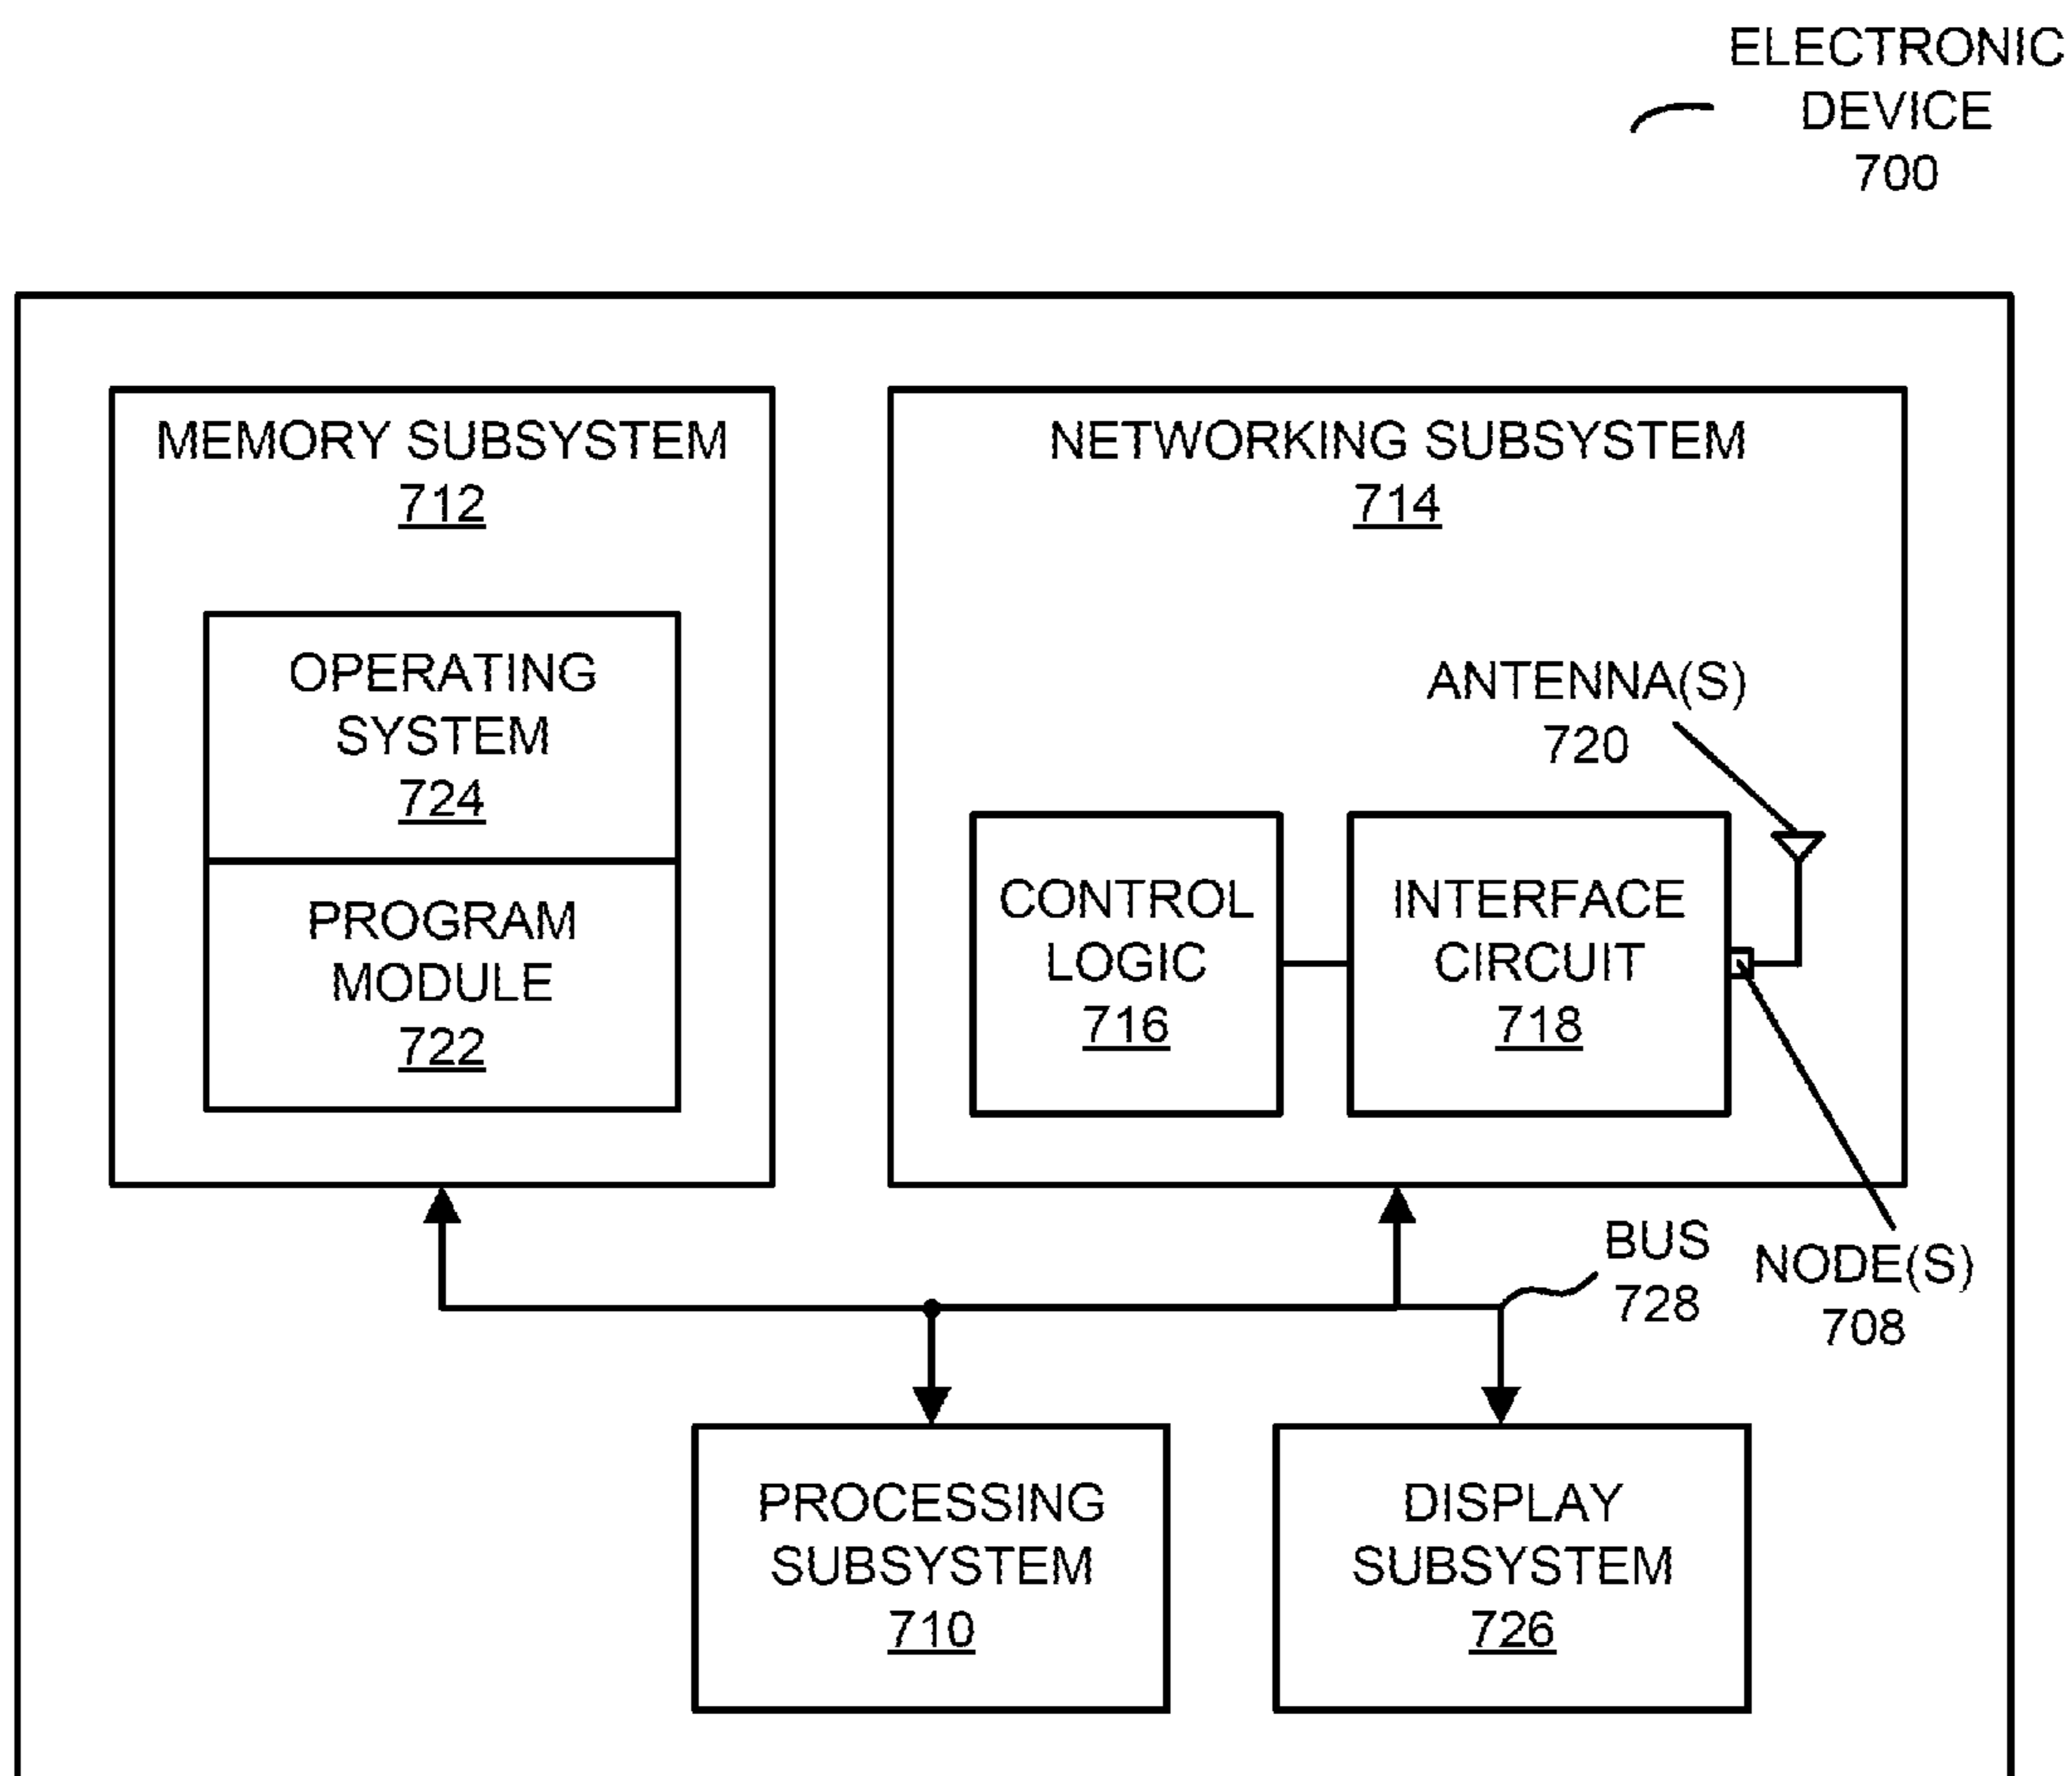 ELECTRONIC
DEVICE
700
MEMORY SUBSYSTEM
712
OPERATING
SYSTEM
724
PROGRAM
MODULE
722
NETWORKING SUBSYSTEM
714
ANTENNA(S)
720
CONTROL
LOGIC
716
INTERFACE
CIRCUIT
718
BUS
728
NODE(S)
708
PROCESSING
SUBSYSTEM
710
DISPLAY
SUBSYSTEM
726